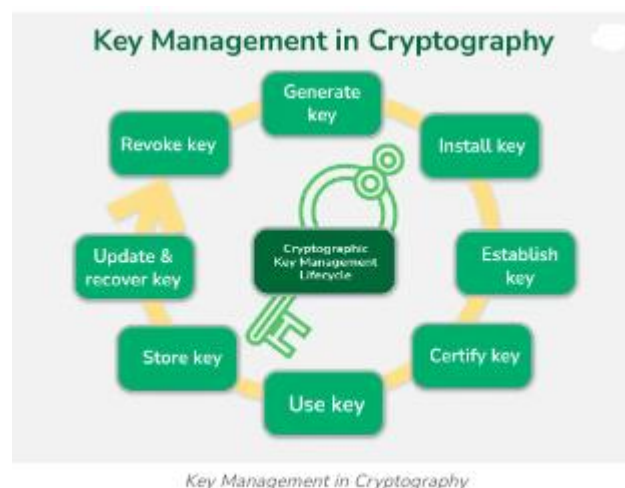 Key Management in Cryptography
Generate
key
Install key
Establish
key
Certify key
Use key
Store key
Update &
recover key
Revoke key
Cryptographic
Key Management
Lifecycle
Key Management in Cryptography